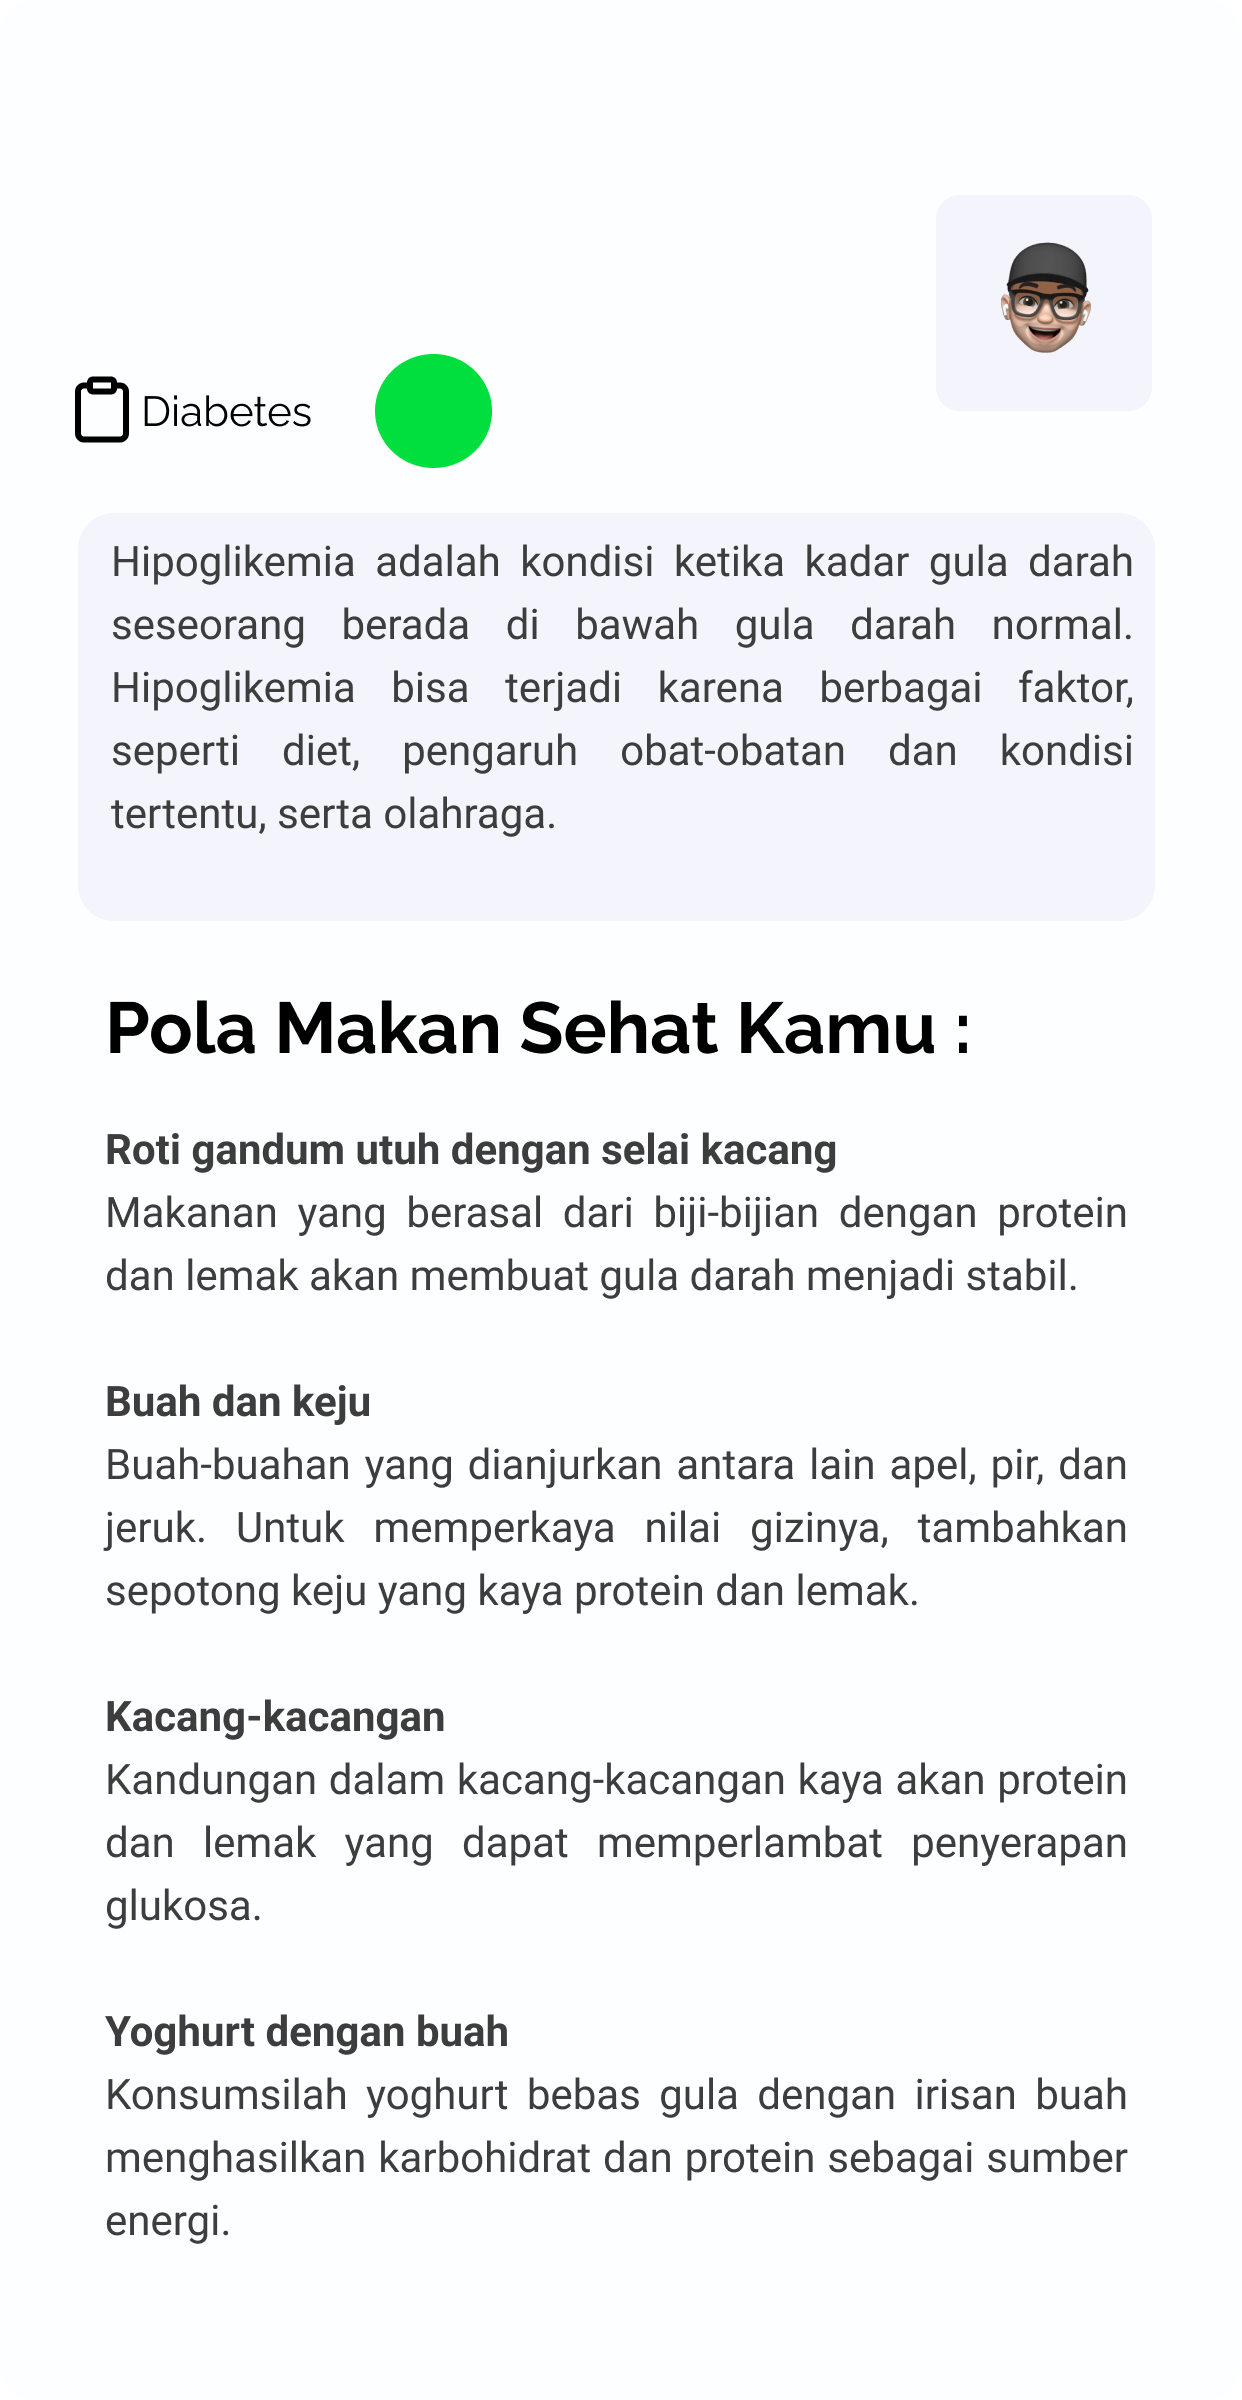 Diabetes
Hipoglikemia adalah kondisi ketika kadar gula darah
seseorang berada di bawah gula darah normal.
Hipoglikemia bisa terjadi karena berbagai faktor,
seperti diet, pengaruh obat-obatan dan kondisi
tertentu, serta olahraga.
Pola Makan Sehat Kamu :
Roti gandum utuh dengan selai kacang
Makanan yang berasal dari biji-bijian dengan protein
dan lemak akan membuat gula darah menjadi stabil.
Buah dan keju
Buah-buahan yang dianjurkan antara lain apel, pir, dan
jeruk. Untuk memperkaya nilai gizinya, tambahkan
sepotong keju yang kaya protein dan lemak.
Kacang-kacangan
Kandungan dalam kacang-kacangan kaya akan protein
dan lemak yang dapat memperlambat penyerapan
glukosa.
Yoghurt dengan buah
Konsumsilah yoghurt bebas gula dengan irisan buah
menghasilkan karbohidrat dan protein sebagai sumber
energi.